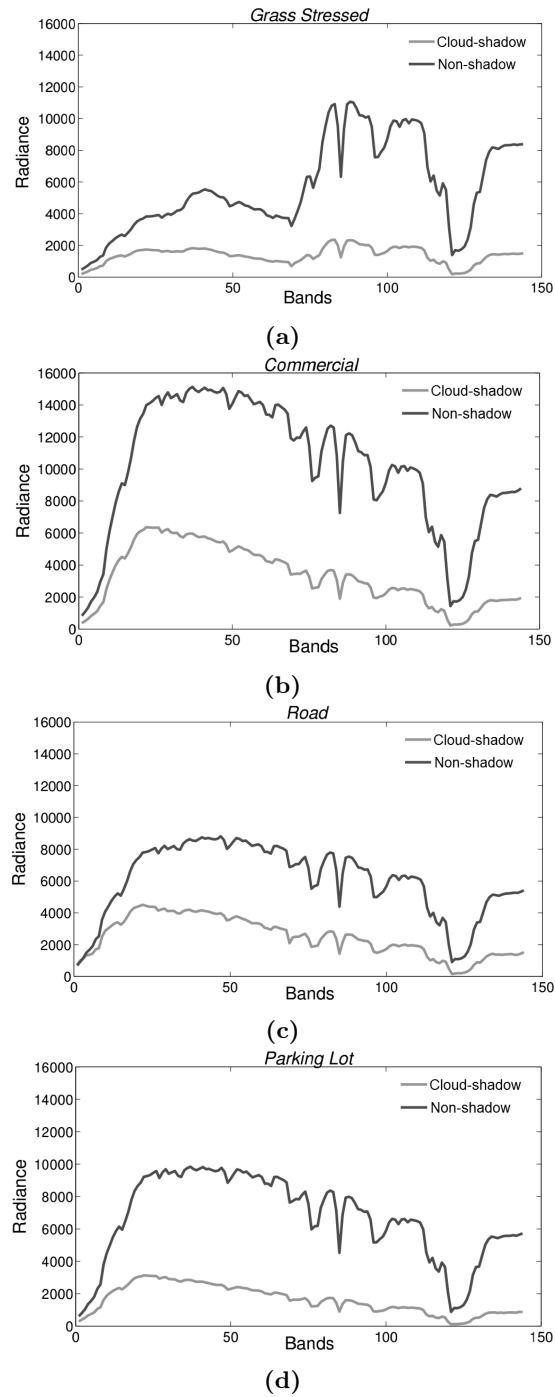 Grass Stressed
16000
14000
12000
10000
8000
6000
4000
2000
0
Radiance
Cloud-shadow
Non-shadow
0 50 100 150
Bands
(a)
Commercial
16000
14000
12000
10000
8000
6000
4000
2000
0
Radiance
Cloud-shadow
Non-shadow
0 50 100 150
Bands
(b)
Road
16000
14000
12000
10000
8000
6000
4000
2000
0
Radiance
Cloud-shadow
Non-shadow
0 50 100 150
Bands
(c)
Parking Lot
16000
14000
12000
10000
8000
6000
4000
2000
0
Radiance
Cloud-shadow
Non-shadow
0 50 100 150
Bands
(d)